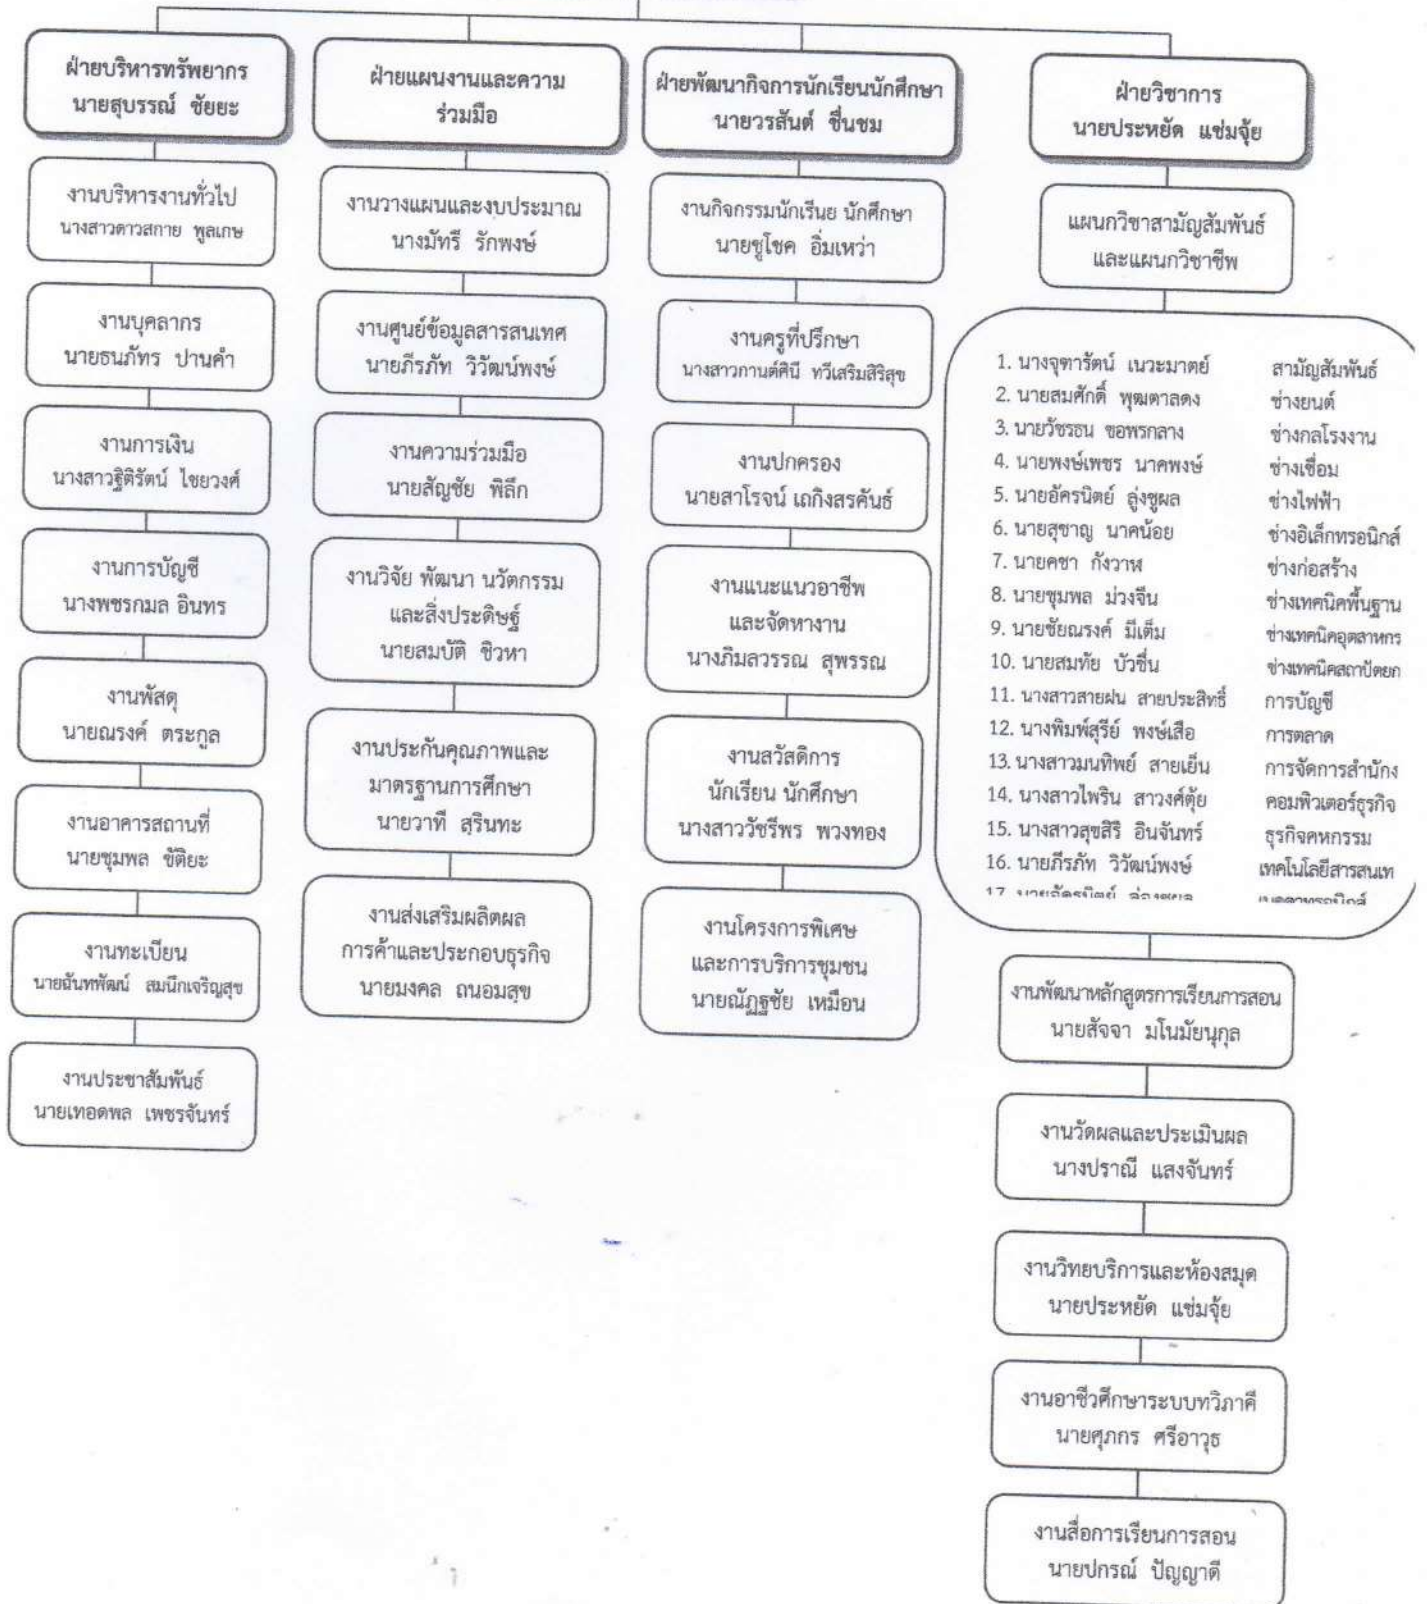 ฝ่ายบริหารทรัพยากร
นายสุบรรณ์ ชัยยะ
งานบริหารงานทั่วไป
นางสาวดาวสกาย พูลเกษ
งานบุคลากร
นายธนภัทร ปานคำ
งานการเงิน
นางสาวฐิติรัตน์ ไชยวงศ์
งานการบัญชี
นางพชรกมล อินทร
งานพัสดุ
นายณรงค์ ตระกูล
งานอาคารสถานที่
นายชุมพล ขัติยะ
งานทะเบียน
นายฉันทพัฒน์ สมนึกเจริญสุข
งานประชาสัมพันธ์
นายเทอดพล เพชรจันทร์
ฝ่ายแผนงานและความ
ร่วมมือ
งานวางแผนและงบประมาณ
นางมัทรี รักพงษ์
งานศูนย์ข้อมูลสารสนเทศ
นายภีรภัท วิวัฒน์พงษ์
งานความร่วมมือ
นายสัญชัย พิลึก
งานวิจัย พัฒนา นวัตกรรม
และสิ่งประดิษฐ์
นายสมบัติ ชิวหา
งานประกันคุณภาพและ
มาตรฐานการศึกษา
นายวาที สุรินทะ
งานส่งเสริมผลิตผล
การค้าและประกอบธุรกิจ
นายมงคล ถนอมสุข
ฝ่ายพัฒนากิจการนักเรียนนักศึกษา
นายวรสันต์ ชื่นชม
งานกิจกรรมนักเรีนย นักศึกษา
นายชูโชค อิ่มเหว่า
งานครูที่ปรึกษา
นางสาวกานต์ศินี ทวีเสริมสิริสุข
งานปกครอง
นายสาโรจน์ เถกิงสรคันธ์
งานแนะแนวอาชีพ
และจัดหางาน
นางภิมลวรรณ สุพรรณ
งานสวัสดิการ
นักเรียน นักศึกษา
นางสาววัชรีพร พวงทอง
งานโครงการพิเศษ
และการบริการชุมชน
นายณัฏฐชัย เหมือน
ฝ่ายวิชาการ
นายประหยัด แซ่มจุ้ย
แผนกวิชาสามัญสัมพันธ์
และแผนกวิชาชีพ
1. นางจุฑารัตน์ เนวะมาตย์ สามัญสัมพันธ์
2. นายสมศักดิ์ พุฒตาลดง ช่างยนต์
3. นายวัชรธน ขอพรกลาง ช่างกลโรงงาน
4. นายพงษ์เพชร นาคพงษ์ ช่างเชื่อม
5. นายอัครนิตย์ ลุ่งชูผล ช่างไฟฟ้า
6. นายสุชาญ นาคน้อย ช่างอิเล็กทรอนิกส์
7. นายคชา กังวาฬ ช่างก่อสร้าง
8. นายชุมพล ม่วงจีน ช่างเทคนิคพื้นฐาน
9. นายชัยณรงค์ มีเต็ม ช่างเทคนิคอุตสาหกร
10. นายสมทัย บัวชื่น ช่างเทคนิคสถาปัตยก
11. นางสาวสายฝน สายประสิทธิ์ การบัญชี
12. นางพิมพ์สุรีย์ พงษ์เสือ การตลาด
13. นางสาวมนทิพย์ สายเย็น การจัดการสำนักง
14. นางสาวไพริน สาวงศ์ตุ้ย คอมพิวเตอร์ธุรกิจ
15. นางสาวสุขสิริ อินจันทร์ ธุรกิจคหกรรม
16. นายภีรภัท วิวัฒน์พงษ์ เทคโนโลยีสารสนเท
17. นายอัครนิตย์
งานพัฒนาหลักสูตรการเรียนการสอน
นายสัจจา มโนมัยนุกุล
งานวัดผลและประเมินผล
นางปราณี แสงจันทร์
งานวิทยบริการและห้องสมุด
นายประหยัด แซ่มจุ้ย
งานอาชีวศึกษาระบบทวิภาคี
นายศุภกร ศรีอาวุธ
งานสื่อการเรียนการสอน
นายปกรณ์ ปัญญาดี